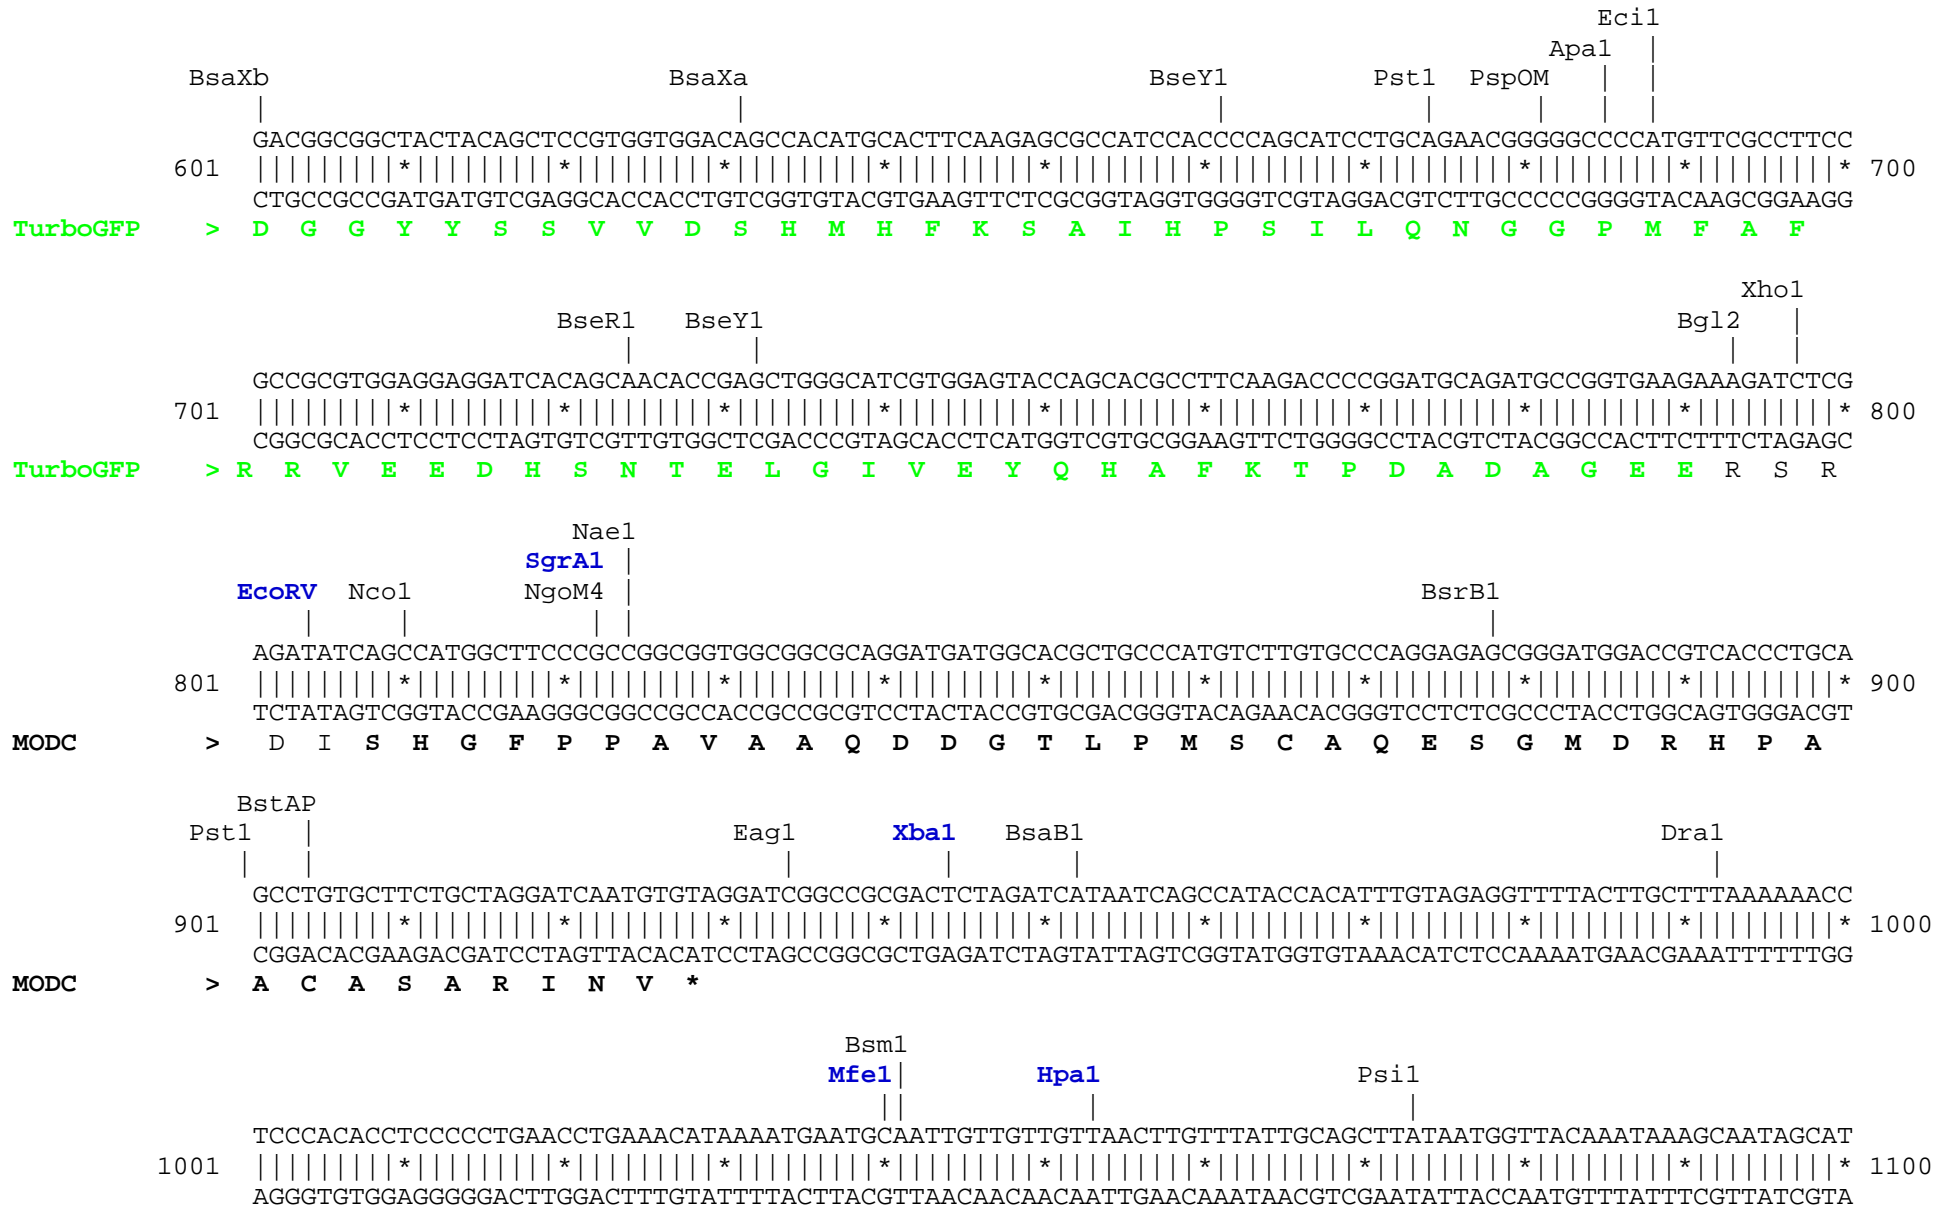 Eci1
Apa1 |
BsaXb BsaXa BseY1 Pst1 PspOM | |
| | | | | | |
GACGGCGGCTACTACAGCTCCGTGGTGGACAGCCACATGCACTTCAAGAGCGCCATCCACCCCAGCATCCTGCAGAACGGGGGCCCCATGTTCGCCTTCC
601 |||||||||*|||||||||*|||||||||*|||||||||*|||||||||*|||||||||*|||||||||*|||||||||*|||||||||*|||||||||* 700
CTGCCGCCGATGATGTCGAGGCACCACCTGTCGGTGTACGTGAAGTTCTCGCGGTAGGTGGGGTCGTAGGACGTCTTGCCCCCGGGGTACAAGCGGAAGG
TurboGFP > D G G Y Y S S V V D S H M H F K S A I H P S I L Q N G G P M F A F
Xho1
BseR1 BseY1 Bgl2 |
| | | |
GCCGCGTGGAGGAGGATCACAGCAACACCGAGCTGGGCATCGTGGAGTACCAGCACGCCTTCAAGACCCCGGATGCAGATGCCGGTGAAGAAAGATCTCG
701 |||||||||*|||||||||*|||||||||*|||||||||*|||||||||*|||||||||*|||||||||*|||||||||*|||||||||*|||||||||* 800
CGGCGCACCTCCTCCTAGTGTCGTTGTGGCTCGACCCGTAGCACCTCATGGTCGTGCGGAAGTTCTGGGGCCTACGTCTACGGCCACTTCTTTCTAGAGC
TurboGFP > R R V E E D H S N T E L G I V E Y Q H A F K T P D A D A G E E R S R
Nae1
SgrA1 |
EcoRV Nco1 NgoM4 | BsrB1
| | | | |
AGATATCAGCCATGGCTTCCCGCCGGCGGTGGCGGCGCAGGATGATGGCACGCTGCCCATGTCTTGTGCCCAGGAGAGCGGGATGGACCGTCACCCTGCA
801 |||||||||*|||||||||*|||||||||*|||||||||*|||||||||*|||||||||*|||||||||*|||||||||*|||||||||*|||||||||* 900
TCTATAGTCGGTACCGAAGGGCGGCCGCCACCGCCGCGTCCTACTACCGTGCGACGGGTACAGAACACGGGTCCTCTCGCCCTACCTGGCAGTGGGACGT
MODC > D I S H G F P P A V A A Q D D G T L P M S C A Q E S G M D R H P A
BstAP
Pst1 | Eag1 Xba1 BsaB1 Dra1
| | | | | |
GCCTGTGCTTCTGCTAGGATCAATGTGTAGGATCGGCCGCGACTCTAGATCATAATCAGCCATACCACATTTGTAGAGGTTTTACTTGCTTTAAAAAACC
901 |||||||||*|||||||||*|||||||||*|||||||||*|||||||||*|||||||||*|||||||||*|||||||||*|||||||||*|||||||||* 1000
CGGACACGAAGACGATCCTAGTTACACATCCTAGCCGGCGCTGAGATCTAGTATTAGTCGGTATGGTGTAAACATCTCCAAAATGAACGAAATTTTTTGG
MODC > A C A S A R I N V *
Bsm1
Mfe1| Hpa1 Psi1
|| | |
TCCCACACCTCCCCCTGAACCTGAAACATAAAATGAATGCAATTGTTGTTGTTAACTTGTTTATTGCAGCTTATAATGGTTACAAATAAAGCAATAGCAT
1001 |||||||||*|||||||||*|||||||||*|||||||||*|||||||||*|||||||||*|||||||||*|||||||||*|||||||||*|||||||||* 1100
AGGGTGTGGAGGGGGACTTGGACTTTGTATTTTACTTACGTTAACAACAACAATTGAACAAATAACGTCGAATATTACCAATGTTTATTTCGTTATCGTA